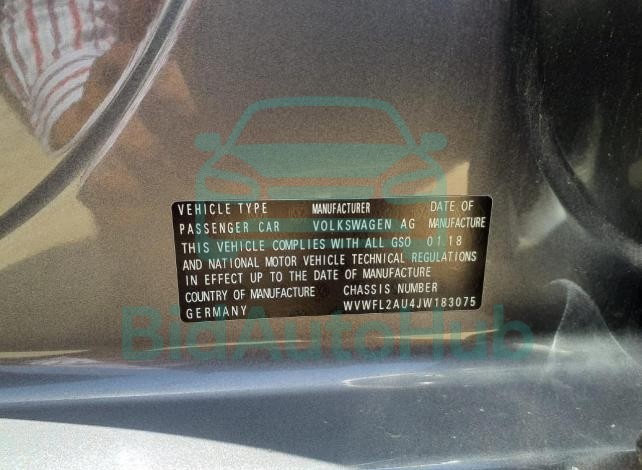 VEHICLE TYPE MANUFACTURER DATE OF
PASSENGER CAR VOLKSWAGEN AG MANUFACTURE
THIS VEHICLE COMPLIES WITH ALL GSO 01.18
AND NATIONAL MOTOR VEHICLE TECHNICAL REGULATIONS
IN EFFECT UP TO THE DATE OF MANUFACTURE
COUNTRY OF MANUFACTURE CHASSIS NUMBER
GERMANY WVWFL2AU4JW183075
BidAutoHub